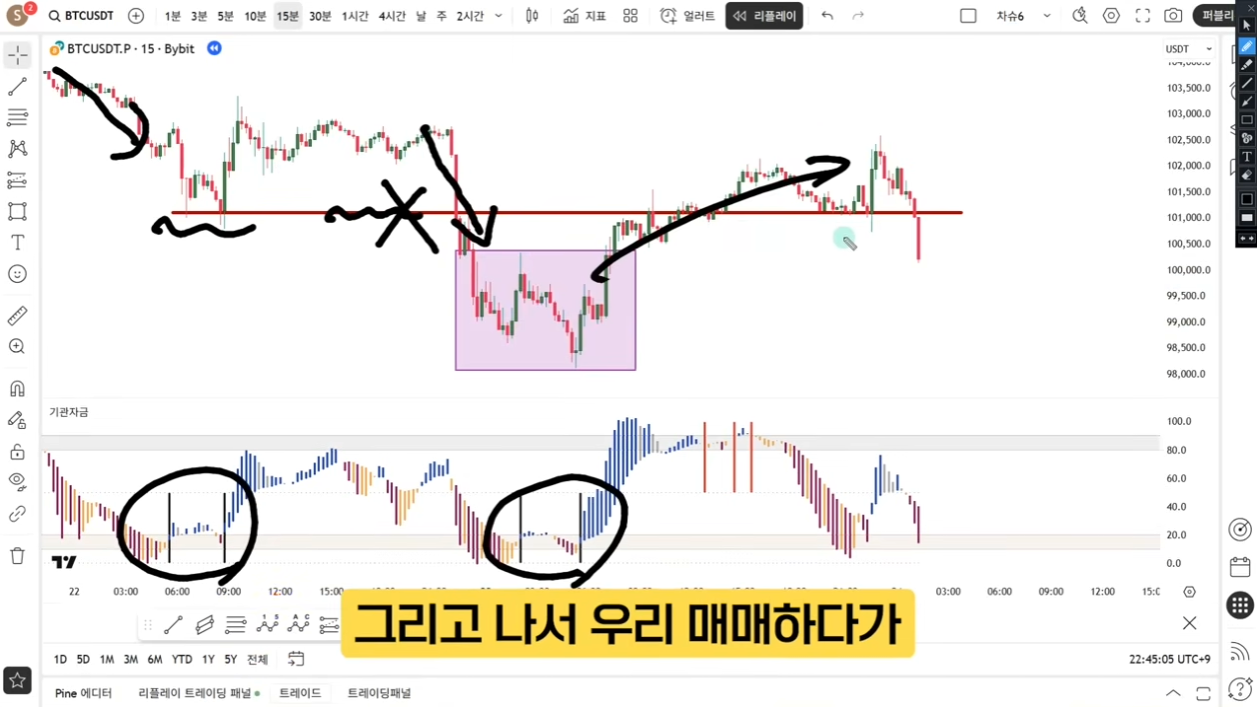 S 2 BTCUSDT 1분 3분 5분 10분 15분 30분 1시간 4시간 날 주 2시간 지표 얼러트 리플레이 차슈6 퍼블리
BTCUSDT.P · 15 · Bybit
USDT
104,000.0
103,500.0
103,000.0
102,500.0
102,000.0
101,500.0
101,000.0
100,500.0
100,000.0
99,500.0
99,000.0
98,500.0
98,000.0
기관자금
100.0
80.0
60.0
40.0
20.0
0.0
22 03:00 06:00 09:00 12:00 15:00 03:00 06:00 09:00 12:00
그리고 나서 우리 매매하다가
1D 5D 1M 3M 6M YTD 1Y 5Y 전체 22:45:05 UTC+9
Pine 에디터 리플레이 트레이딩 패널 트레이드 트레이딩패널